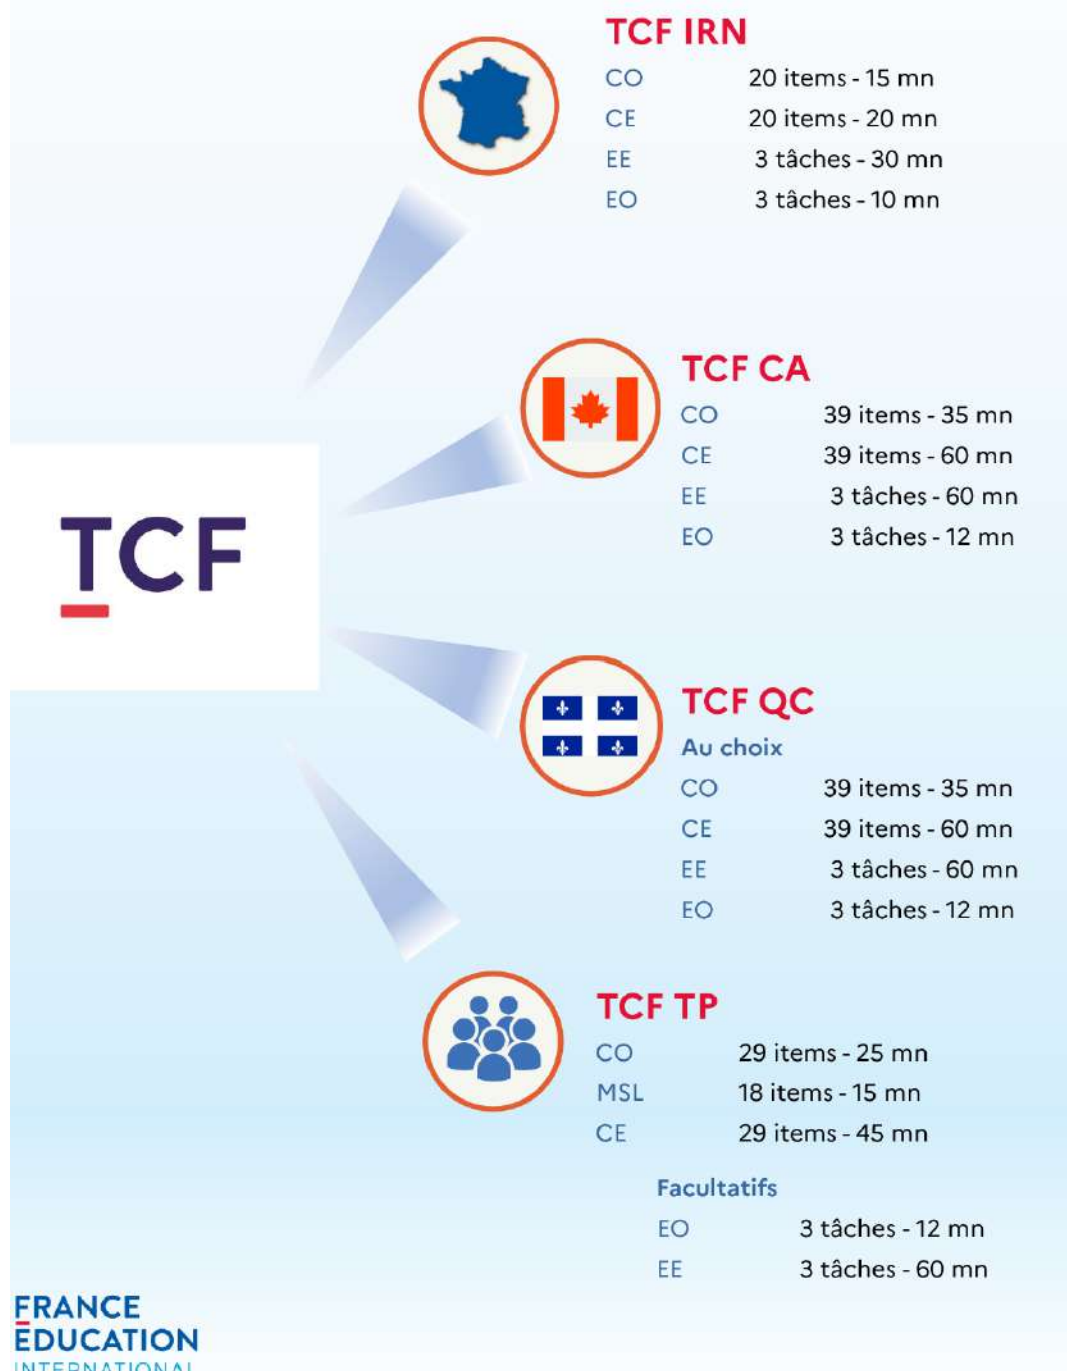 TCF IRN
CO 20 items - 15 mn
CE 20 items - 20 mn
EE 3 tâches - 30 mn
EO 3 tâches - 10 mn
TCF CA
CO 39 items - 35 mn
CE 39 items - 60 mn
EE 3 tâches - 60 mn
EO 3 tâches - 12 mn
TCF
TCF QC
Au choix
CO 39 items - 35 mn
CE 39 items - 60 mn
EE 3 tâches - 60 mn
EO 3 tâches - 12 mn
TCF TP
CO 29 items - 25 mn
MSL 18 items - 15 mn
CE 29 items - 45 mn
Facultatifs
EO 3 tâches - 12 mn
EE 3 tâches - 60 mn
FRANCE
EDUCATION
INTERNATIONAL